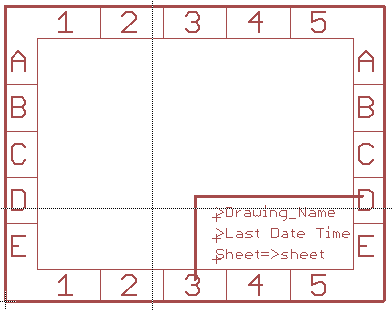 1 2 3 4 5
A A
B B
C C
D D
>Drawing_Name
>Last Date Time
E E
Sheet=>sheet
1 2 3 4 5